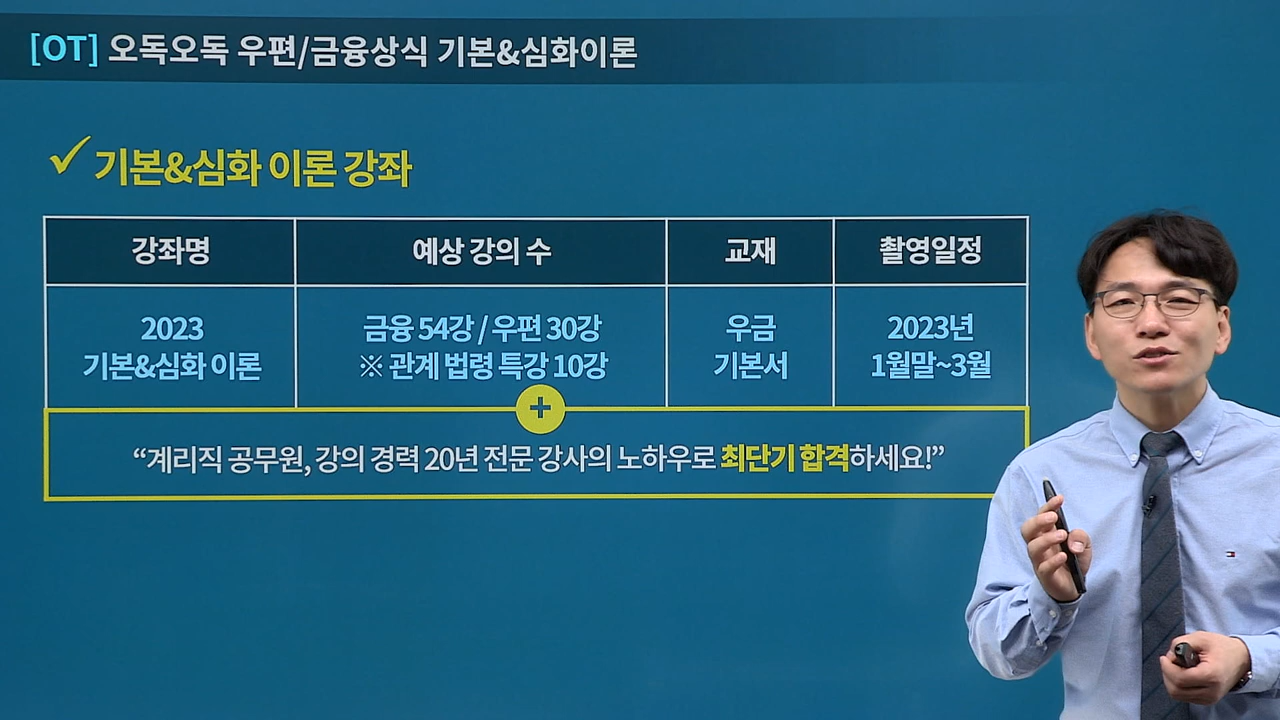 [OT] 오독오독 우편/금융상식 기본&심화이론
기본&심화 이론 강좌
강좌명
예상 강의 수
교재
촬영일정
2023
기본&심화 이론
금융 54강 / 우편 30강
※ 관계 법령 특강 10강
우금
기본서
2023년
1월말~3월
+
“계리직 공무원, 강의 경력 20년 전문 강사의 노하우로 최단기 합격하세요!”